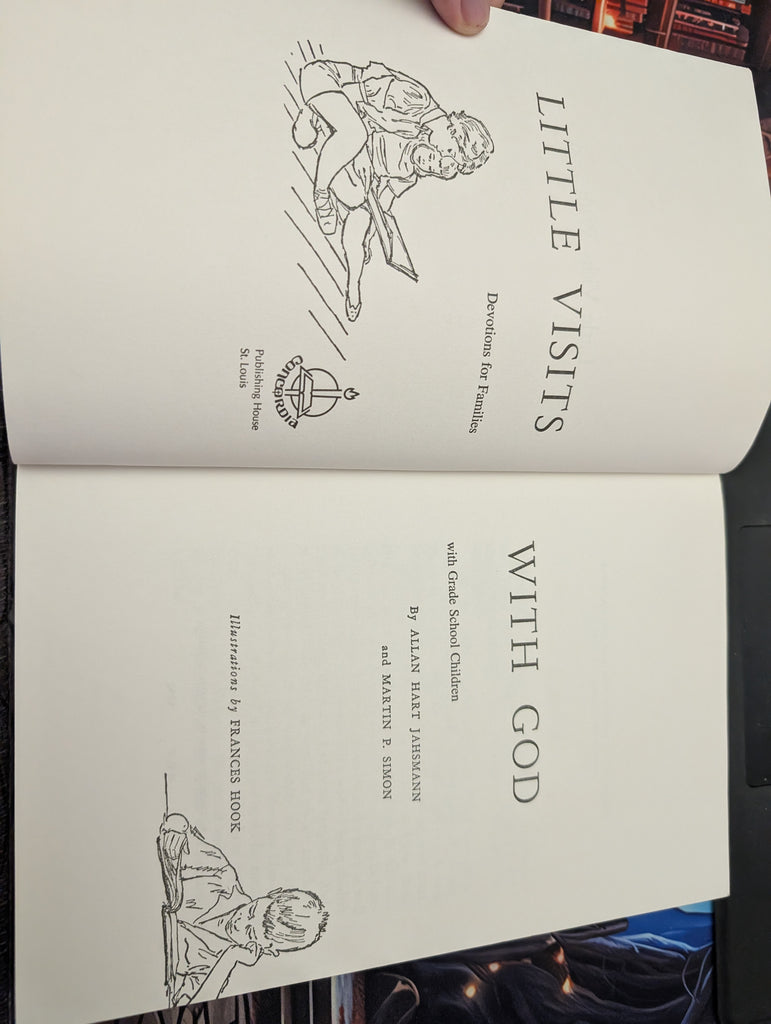 LITTLE VISITS
Devotions for Families
CONCORDIA
Publishing House
St. Louis
WITH GOD
with Grade School Children
By ALLAN HART JAHSMANN
and MARTIN P. SIMON
Illustrations by FRANCES HOOK